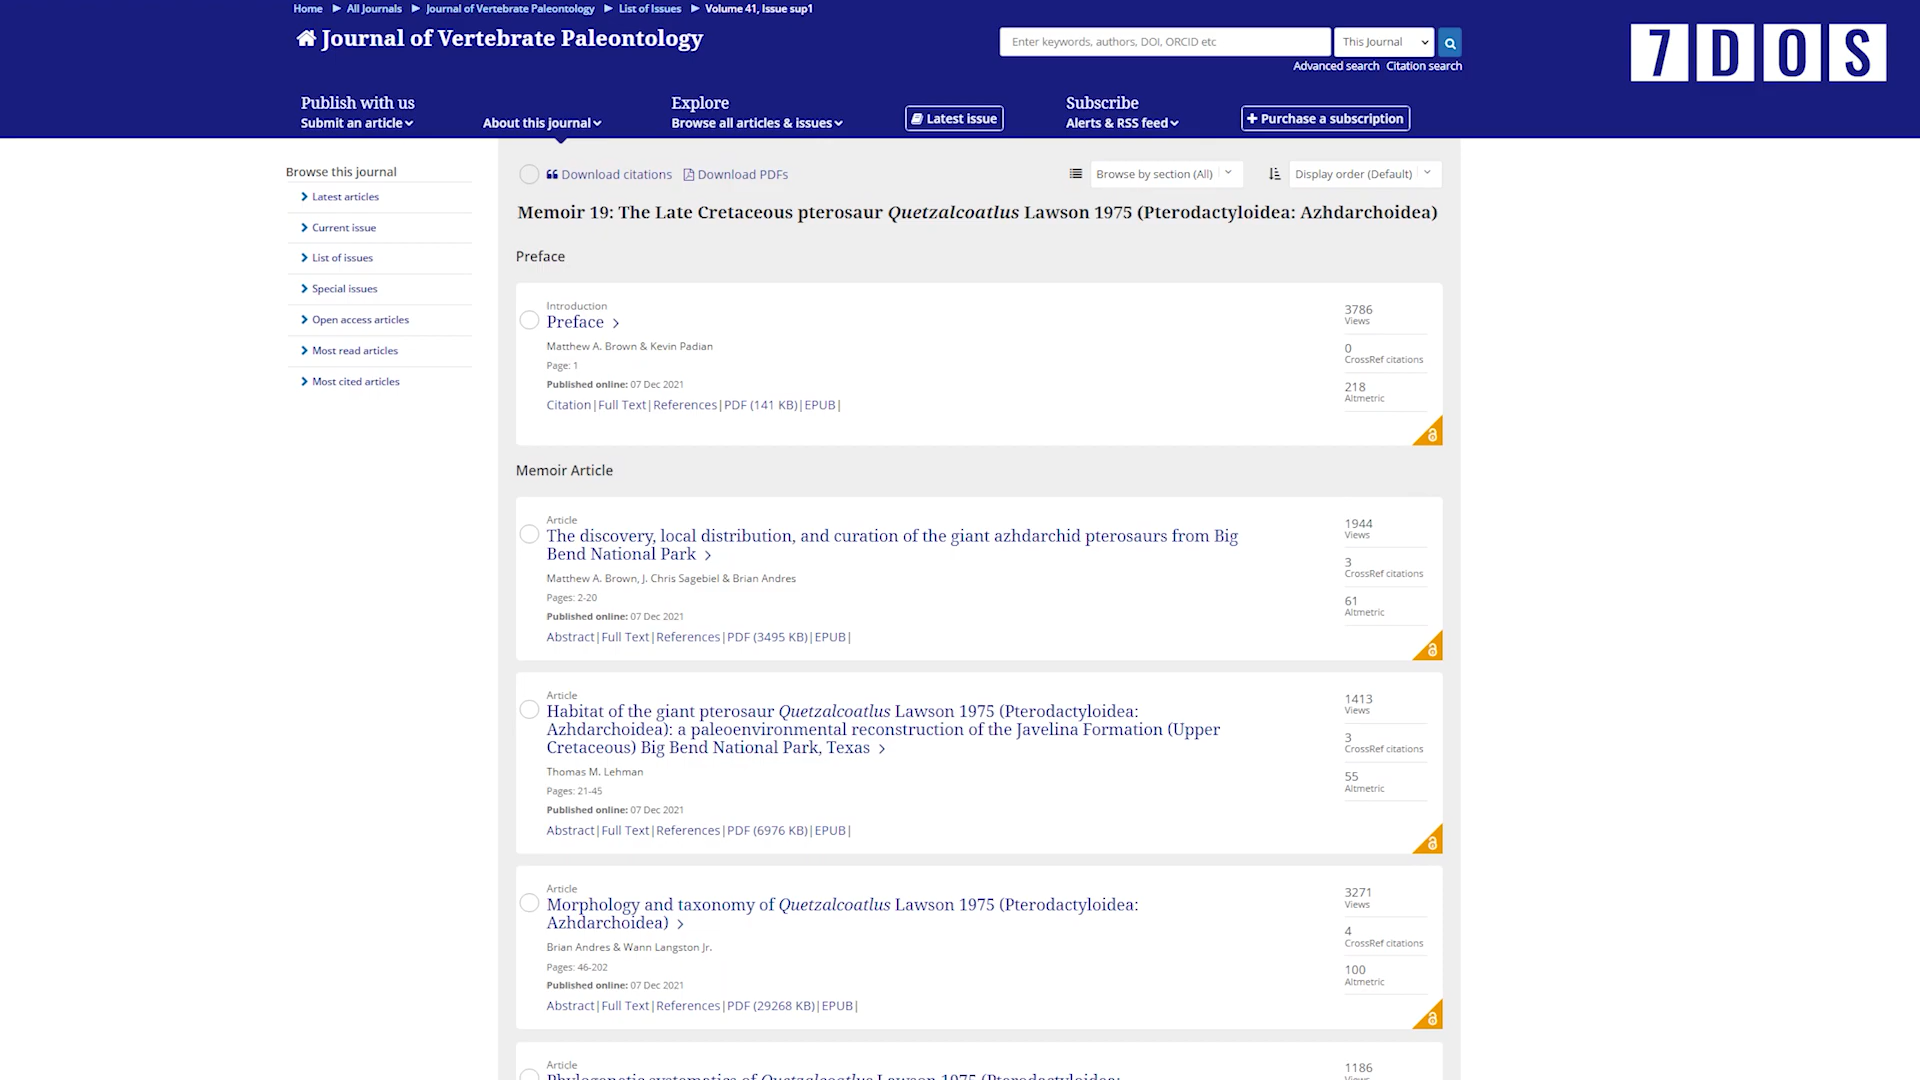 Home All Journals Journal of Vertebrate Paleontology List of Issues Volume 41, Issue sup1
Journal of Vertebrate Paleontology
Enter keywords, authors, DOI, ORCID etc
This Journal
Advanced search Citation search
7DOS
Publish with us
Submit an article
About this journal
Explore
Browse all articles & issues
Latest issue
Subscribe
Alerts & RSS feed
+ Purchase a subscription
Browse this journal
Latest articles
Current issue
List of issues
Special issues
Open access articles
Most read articles
Most cited articles
Download citations Download PDFs
Browse by section (All)
Display order (Default)
Memoir 19: The Late Cretaceous pterosaur Quetzalcoatlus Lawson 1975 (Pterodactyloidea: Azhdarchoidea)
Preface
Introduction
Preface
Matthew A. Brown & Kevin Padian
Page: 1
Published online: 07 Dec 2021
Citation|Full Text|References|PDF (141 KB)|EPUB|
3786
Views
0
CrossRef citations
218
Altmetric
Memoir Article
Article
The discovery, local distribution, and curation of the giant azhdarchid pterosaurs from Big
Bend National Park
Matthew A. Brown, J. Chris Sagebiel & Brian Andres
Pages: 2-20
Published online: 07 Dec 2021
Abstract|Full Text|References|PDF (3495 KB)|EPUB|
1944
Views
3
CrossRef citations
61
Altmetric
Article
Habitat of the giant pterosaur Quetzalcoatlus Lawson 1975 (Pterodactyloidea:
Azhdarchoidea): a paleoenvironmental reconstruction of the Javelina Formation (Upper
Cretaceous) Big Bend National Park, Texas
Thomas M. Lehman
Pages: 21-45
Published online: 07 Dec 2021
Abstract|Full Text|References|PDF (6976 KB)|EPUB|
1413
Views
3
CrossRef citations
55
Altmetric
Article
Morphology and taxonomy of Quetzalcoatlus Lawson 1975 (Pterodactyloidea:
Azhdarchoidea)
Brian Andres & Wann Langston Jr.
Pages: 46-202
Published online: 07 Dec 2021
Abstract|Full Text|References|PDF (29268 KB)|EPUB|
3271
Views
4
CrossRef citations
100
Altmetric
Article
Phylogenetic systematics of Quetzalcoatlus Lawson 1975 (Pterodactyloidea:
1186
Views